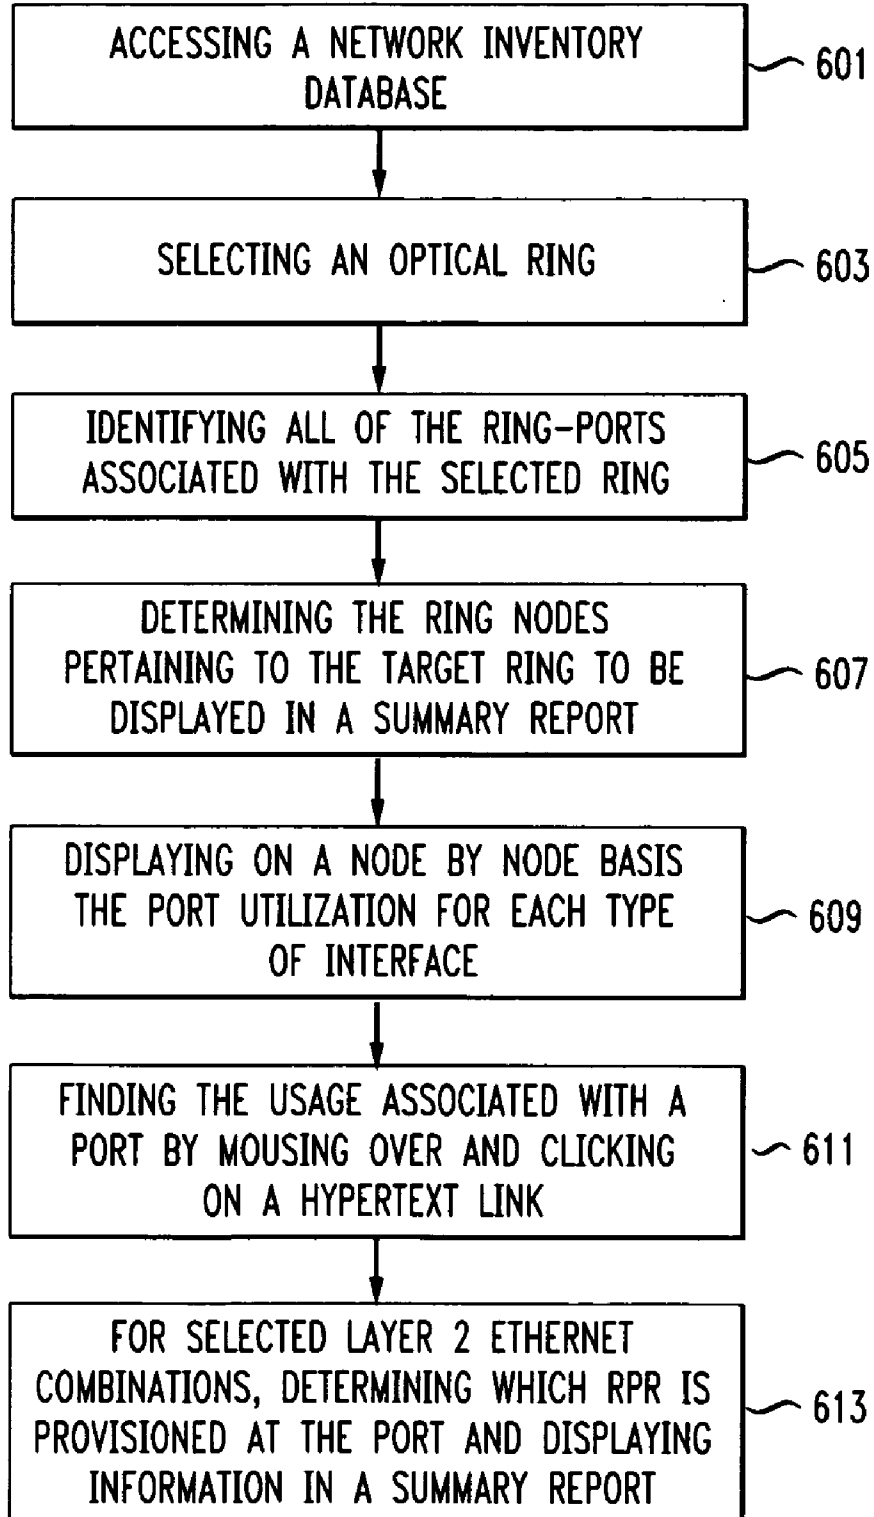 ACCESSING A NETWORK INVENTORY
DATABASE
601
SELECTING AN OPTICAL RING
603
IDENTIFYING ALL OF THE RING-PORTS
ASSOCIATED WITH THE SELECTED RING
605
DETERMINING THE RING NODES
PERTAINING TO THE TARGET RING TO BE
DISPLAYED IN A SUMMARY REPORT
607
DISPLAYING ON A NODE BY NODE BASIS
THE PORT UTILIZATION FOR EACH TYPE
OF INTERFACE
609
FINDING THE USAGE ASSOCIATED WITH A
PORT BY MOUSING OVER AND CLICKING
ON A HYPERTEXT LINK
611
FOR SELECTED LAYER 2 ETHERNET
COMBINATIONS, DETERMINING WHICH RPR IS
PROVISIONED AT THE PORT AND DISPLAYING
INFORMATION IN A SUMMARY REPORT
613